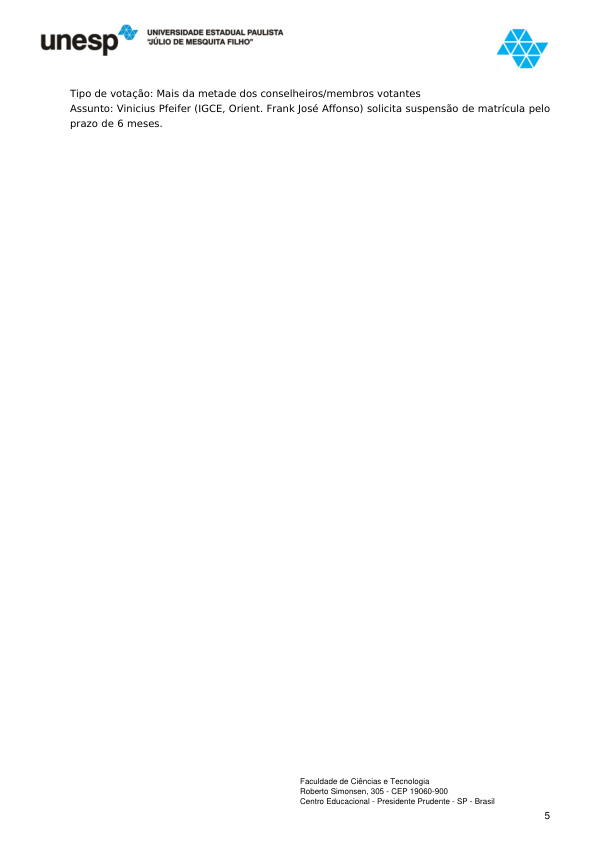 unesp
UNIVERSIDADE ESTADUAL PAULISTA
"JÚLIO DE MESQUITA FILHO"
Tipo de votação: Mais da metade dos conselheiros/membros votantes
Assunto: Vinicius Pfeifer (IGCE, Orient. Frank José Affonso) solicita suspensão de matrícula pelo
prazo de 6 meses.
Faculdade de Ciências e Tecnologia
Roberto Simonsen, 305 - CEP 19060-900
Centro Educacional - Presidente Prudente - SP - Brasil
5